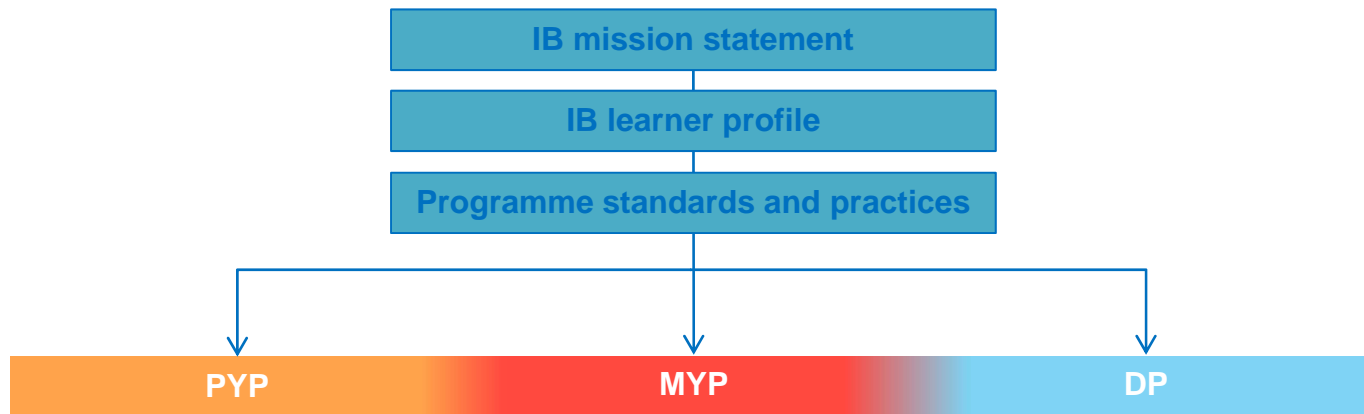 IB mission statement
IB learner profile
Programme standards and practices
PYP MYP DP